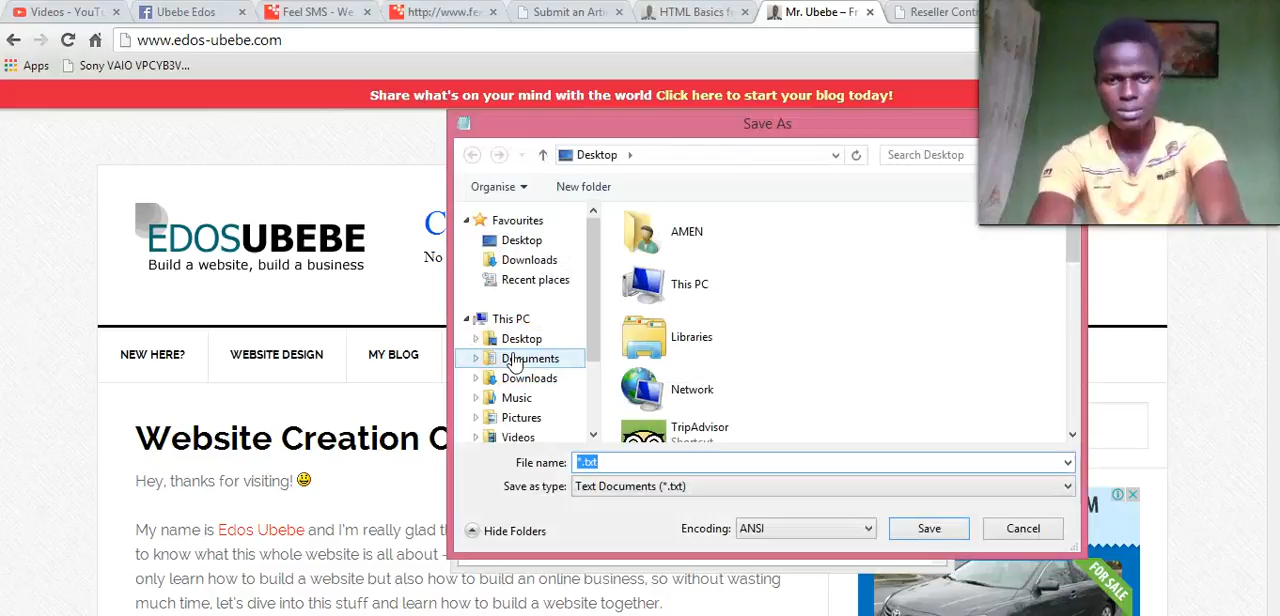 Videos - YouT
Ubebe Edos
Feel SMS - We
http://www.fee
Submit an Arti
HTML Basics fo
Mr. Ubebe – Fr
Reseller Contr
www.edos-ubebe.com
Apps
Sony VAIO VPCYB3V...
Share what's on your mind with the world Click here to start your blog today!
Save As
Desktop
Search Desktop
Organise
New folder
Favourites
Desktop
Downloads
Recent places
This PC
Desktop
Documents
Downloads
Music
Pictures
Videos
AMEN
This PC
Libraries
Network
TripAdvisor
Shortcut
File name: *.txt
Save as type: Text Documents (*.txt)
Hide Folders
Encoding: ANSI
Save
Cancel
EDOSUBEBE
Build a website, build a business
C
No
NEW HERE?
WEBSITE DESIGN
MY BLOG
Website Creation C
Hey, thanks for visiting!
My name is Edos Ubebe and I'm really glad th
to know what this whole website is all about -
only learn how to build a website but also how to build an online business, so without wasting
much time, let's dive into this stuff and learn how to build a website together.
M
FOR SALE